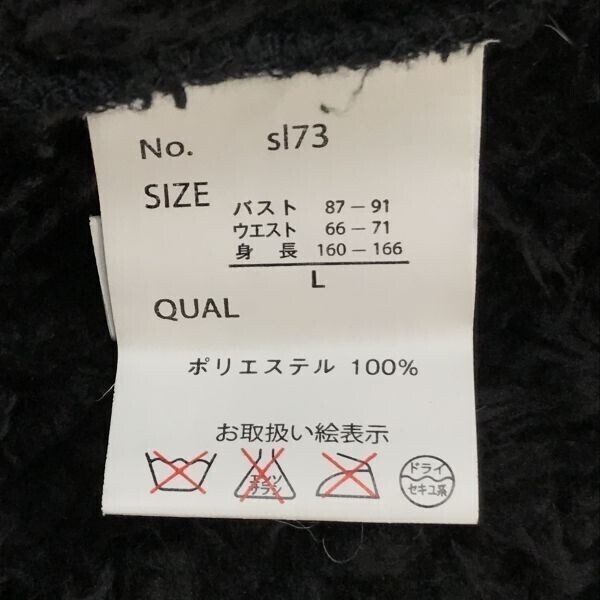 No. sl73
SIZE
バスト 87－91
ウエスト 66－71
身長 160－166
L
QUAL
ポリエステル 100%
お取扱い絵表示
エンソ
サラシ
ドライ
セキユ系